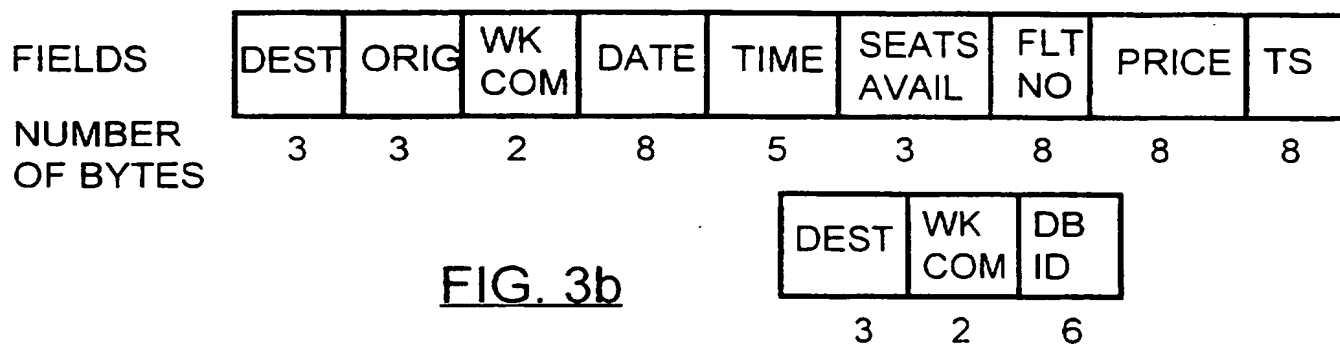 FIELDS DEST ORIG WK COM DATE TIME SEATS AVAIL FLT NO PRICE TS
NUMBER OF BYTES 3 3 2 8 5 3 8 8 8
DEST WK COM DB ID
FIG. 3b
3 2 6